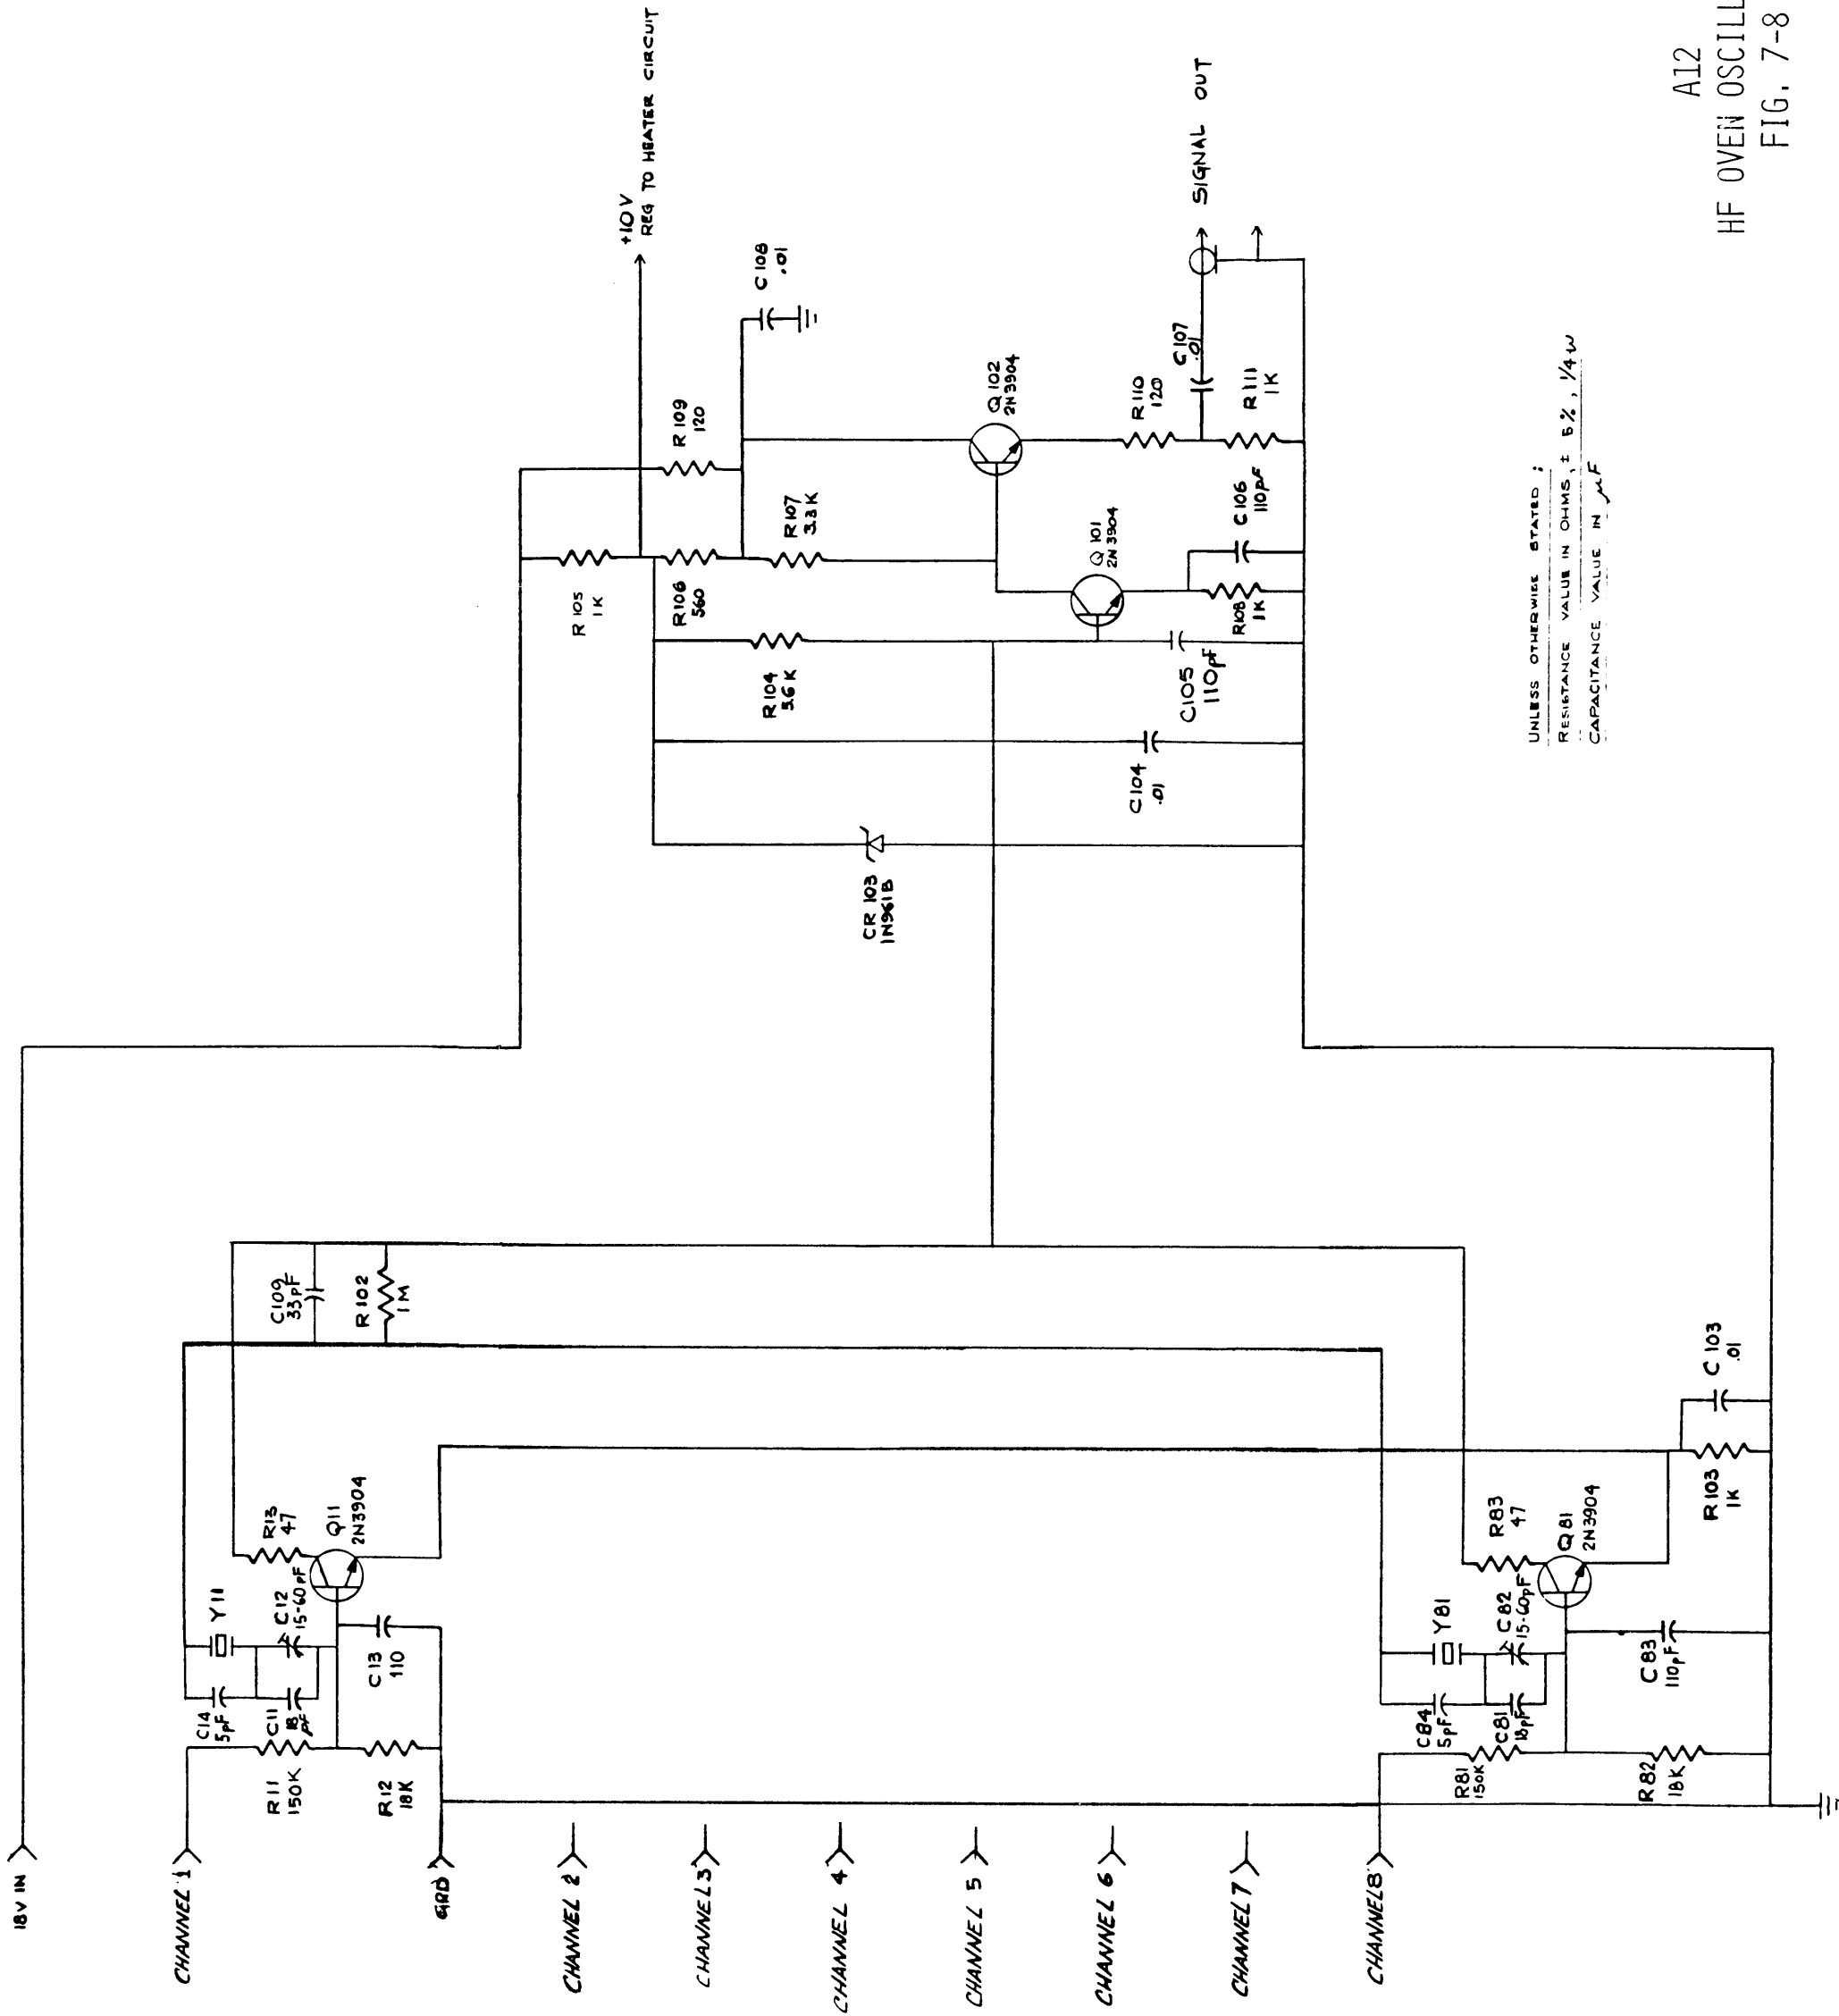 18V IN
CHANNEL 1
GRD
CHANNEL 2
CHANNEL 3
CHANNEL 4
CHANNEL 5
CHANNEL 6
CHANNEL 7
CHANNEL 8
C14
5pF
Y11
C11
18
pF
C12
15-60 pF
R11
150K
R12
18K
C13
110
R13
47
Q11
2N3904
C109
33pF
R102
1M
C84
5pF
Y81
C81
18pF
C82
15-60pF
R81
150K
R82
18K
C83
110pF
R83
47
Q81
2N3904
R103
1K
C103
.01
CR 103
1N961B
C104
.01
R104
5.6K
C105
110pF
R105
1K
R106
560
R107
3.3K
R109
120
+10V
REG TO HEATER CIRCUIT
C108
.01
Q101
2N3904
Q102
2N3904
R108
1K
C106
110pF
R110
120
C107
.01
R111
1K
SIGNAL OUT
UNLESS OTHERWISE STATED;
RESISTANCE VALUE IN OHMS, ± 5%, 1/4W
CAPACITANCE VALUE IN µF
A12
HF OVEN OSCILL
FIG. 7-8